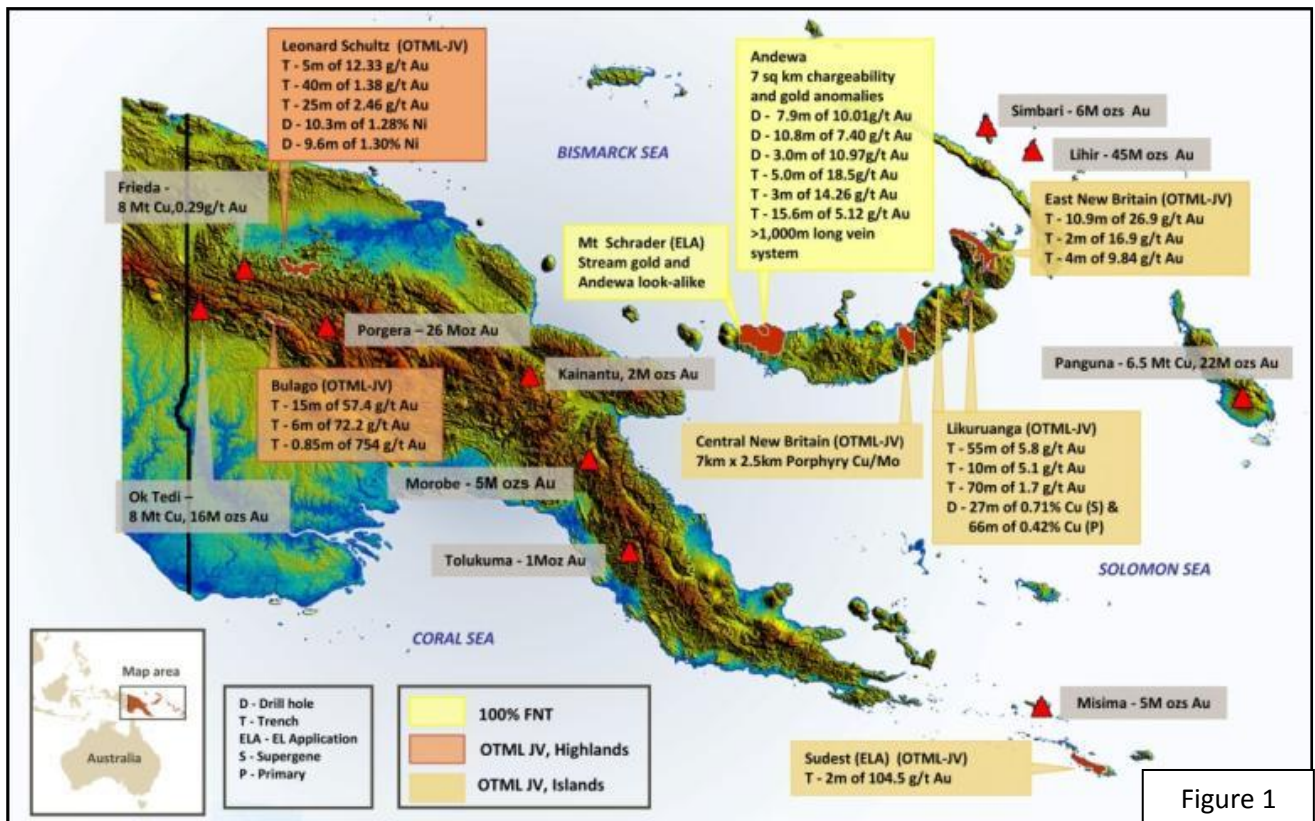 Leonard Schultz (OTML-JV)
T - 5m of 12.33 g/t Au
T - 40m of 1.38 g/t Au
T - 25m of 2.46 g/t Au
D - 10.3m of 1.28% Ni
D - 9.6m of 1.30% Ni
Andewa
7 sq km chargeability
and gold anomalies
D - 7.9m of 10.01g/t Au
D - 10.8m of 7.40g/t Au
D - 3.0m of 10.97g/t Au
T - 5.0m of 18.5g/t Au
T - 3m of 14.26 g/t Au
T - 15.6m of 5.12 g/t Au
>1,000m long vein
system
Simbari - 6M ozs Au
Lihir - 45M ozs Au
BISMARCK SEA
Frieda -
8 Mt Cu,0.29g/t Au
East New Britain (OTML-JV)
T - 10.9m of 26.9 g/t Au
T - 2m of 16.9 g/t Au
T - 4m of 9.84 g/t Au
Mt Schrader (ELA)
Stream gold and
Andewa look-alike
Porgera – 26 Moz Au
Kainantu, 2M ozs Au
Panguna - 6.5 Mt Cu, 22M ozs Au
Bulago (OTML-JV)
T - 15m of 57.4 g/t Au
T - 6m of 72.2 g/t Au
T - 0.85m of 754 g/t Au
Central New Britain (OTML-JV)
7km x 2.5km Porphyry Cu/Mo
Likuruanga (OTML-JV)
T - 55m of 5.8 g/t Au
T - 10m of 5.1 g/t Au
T - 70m of 1.7 g/t Au
D - 27m of 0.71% Cu (S) &
66m of 0.42% Cu (P)
Morobe - 5M ozs Au
Ok Tedi –
8 Mt Cu, 16M ozs Au
Tolukuma - 1Moz Au
SOLOMON SEA
CORAL SEA
Map area
Australia
D - Drill hole
T - Trench
ELA - EL Application
S - Supergene
P - Primary
100% FNT
OTML JV, Highlands
OTML JV, Islands
Misima - 5M ozs Au
Sudest (ELA) (OTML-JV)
T - 2m of 104.5 g/t Au
Figure 1